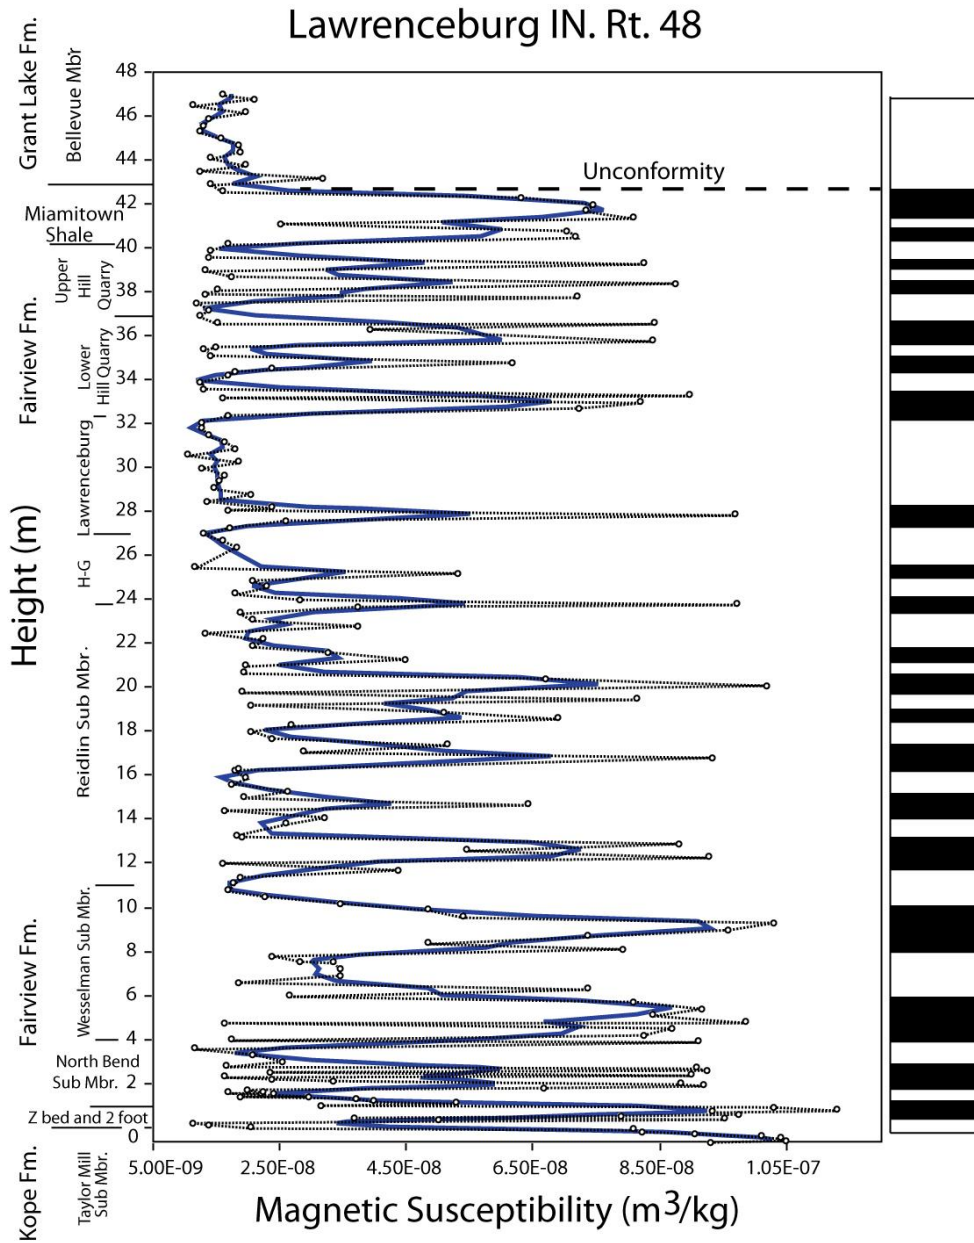 Lawrenceburg IN. Rt. 48
Grant Lake Fm.
Bellevue Mbr
Miamitown
Shale
Upper
Hill
Quarry
Fairview Fm.
Lower
Hill Quarry
Lawrenceburg
H-G
Reidlin Sub Mbr.
Fairview Fm.
Wesselman Sub Mbr.
North Bend
Sub Mbr.
Z bed and 2 foot
Kope Fm.
Taylor Mill
Sub Mbr.
Height (m)
48
46
44
42
40
38
36
34
32
30
28
26
24
22
20
18
16
14
12
10
8
6
4
2
0
Unconformity
5.00E-09 2.50E-08 4.50E-08 6.50E-08 8.50E-08 1.05E-07
Magnetic Susceptibility (m3/kg)